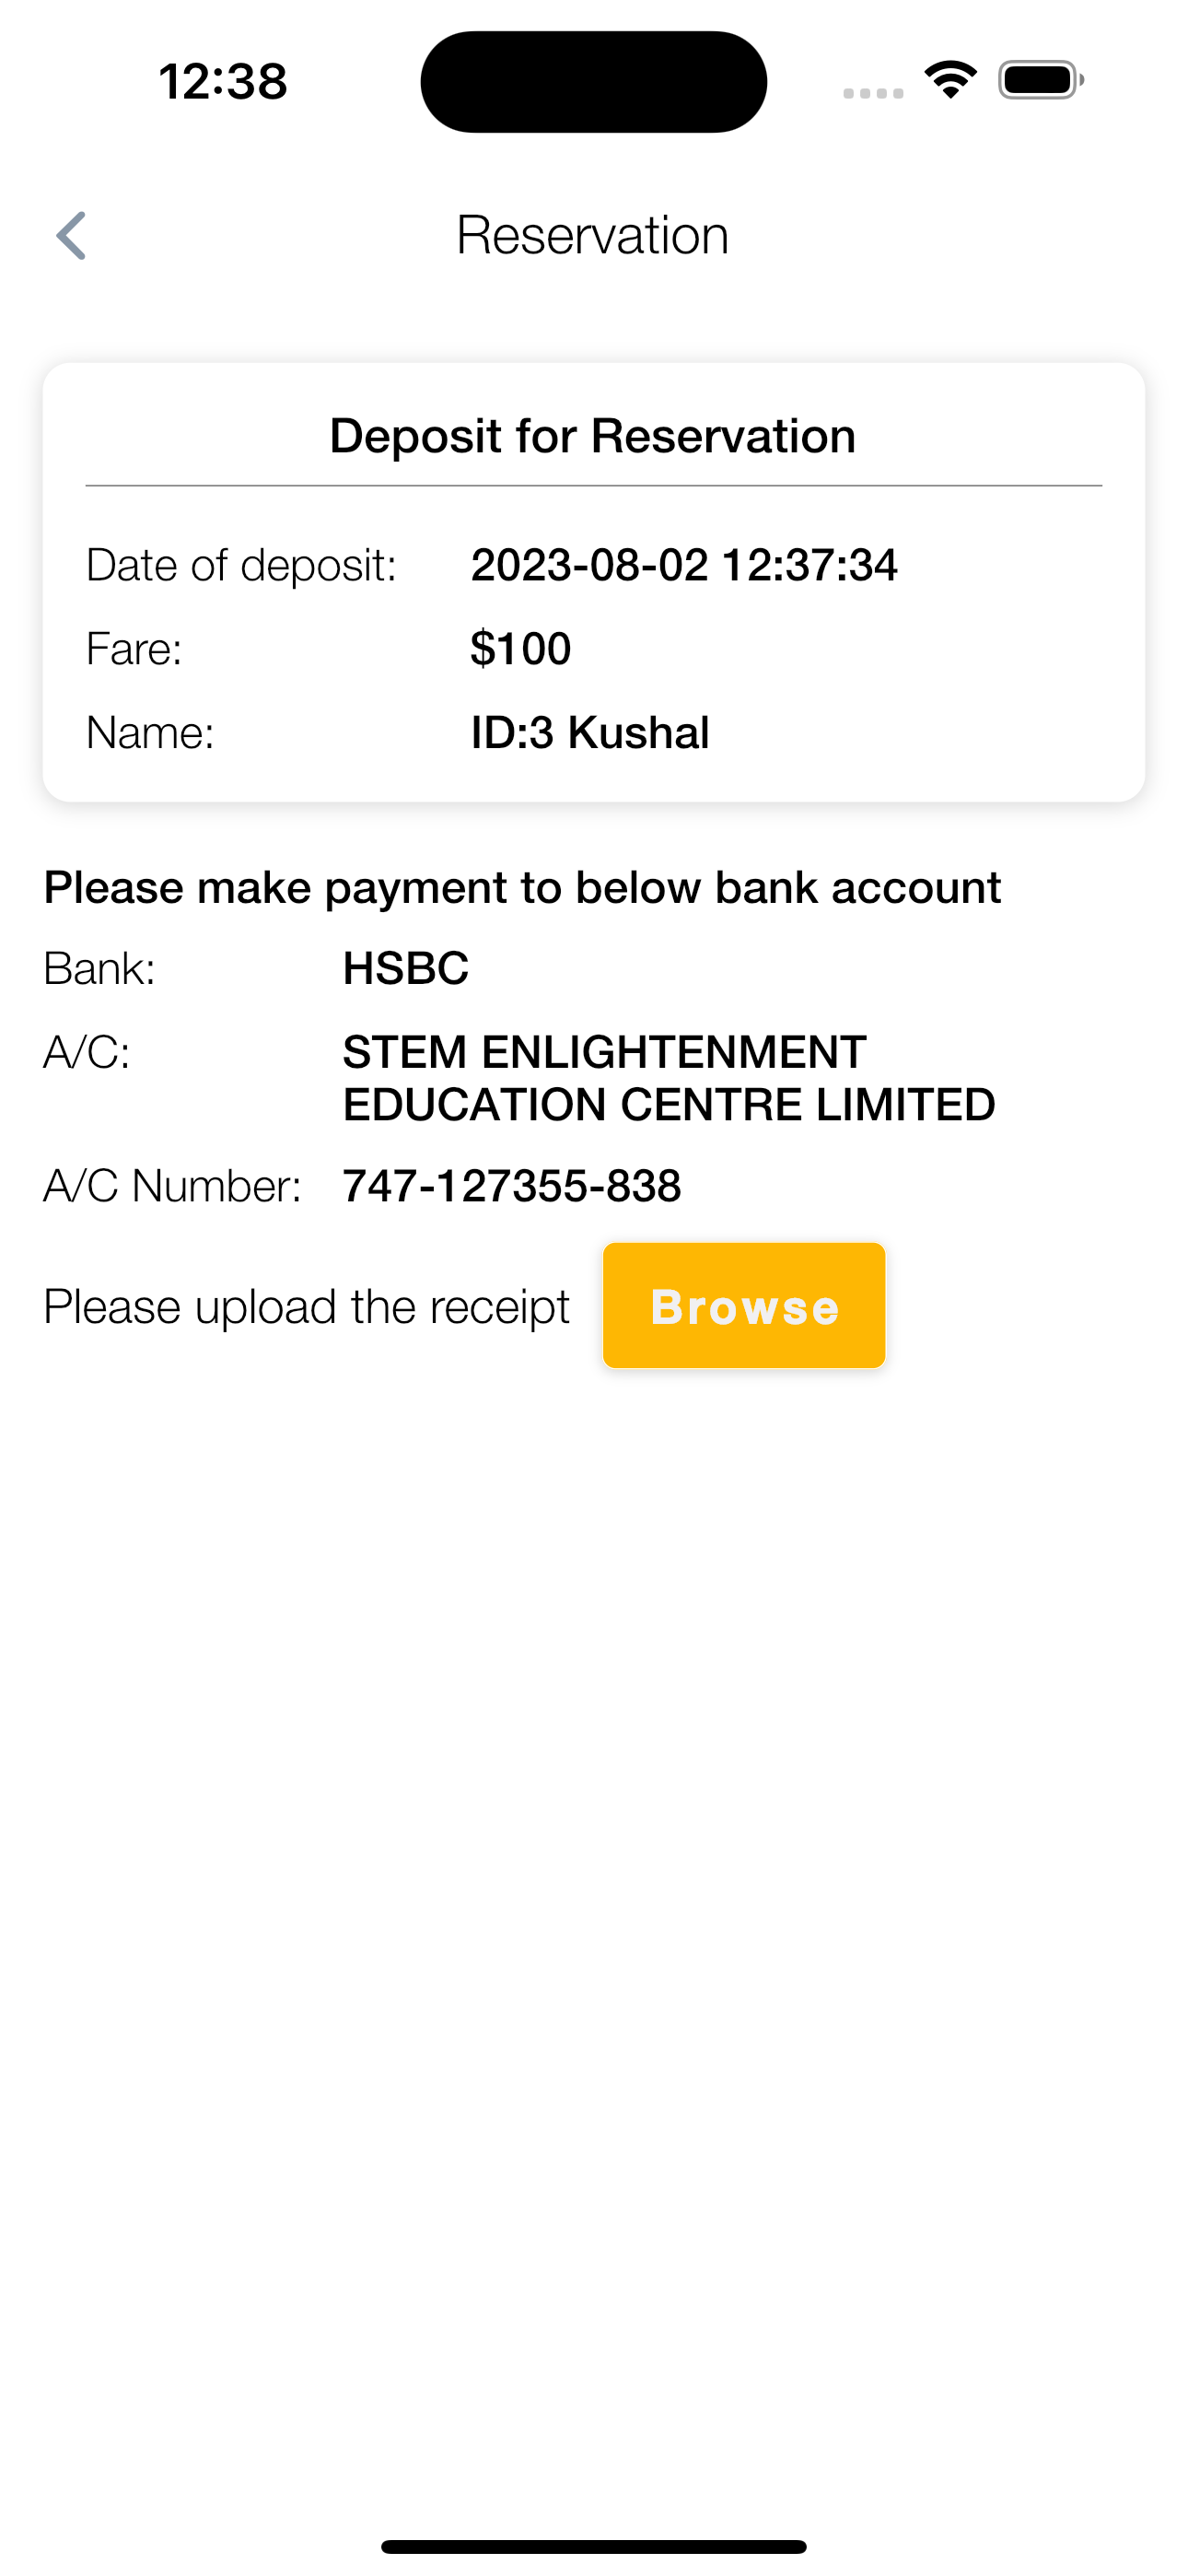 12:38
Reservation
Deposit for Reservation
Date of deposit: 2023-08-02 12:37:34
Fare: $100
Name: ID:3 Kushal
Please make payment to below bank account
Bank: HSBC
A/C: STEM ENLIGHTENMENT
EDUCATION CENTRE LIMITED
A/C Number: 747-127355-838
Please upload the receipt Browse